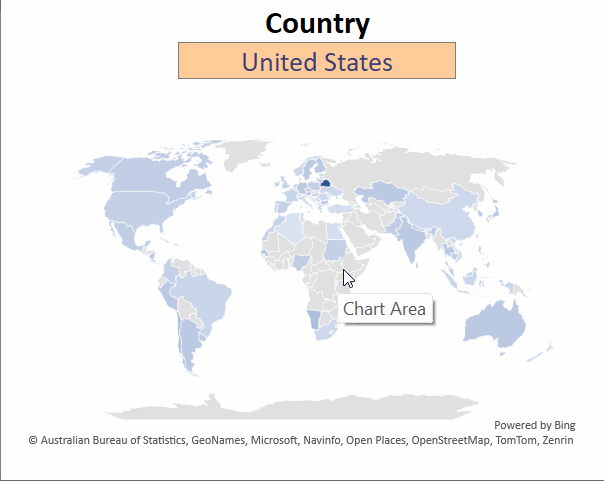 Country
United States
Chart Area
Powered by Bing
© Australian Bureau of Statistics, GeoNames, Microsoft, Navinfo, Open Places, OpenStreetMap, TomTom, Zenrin